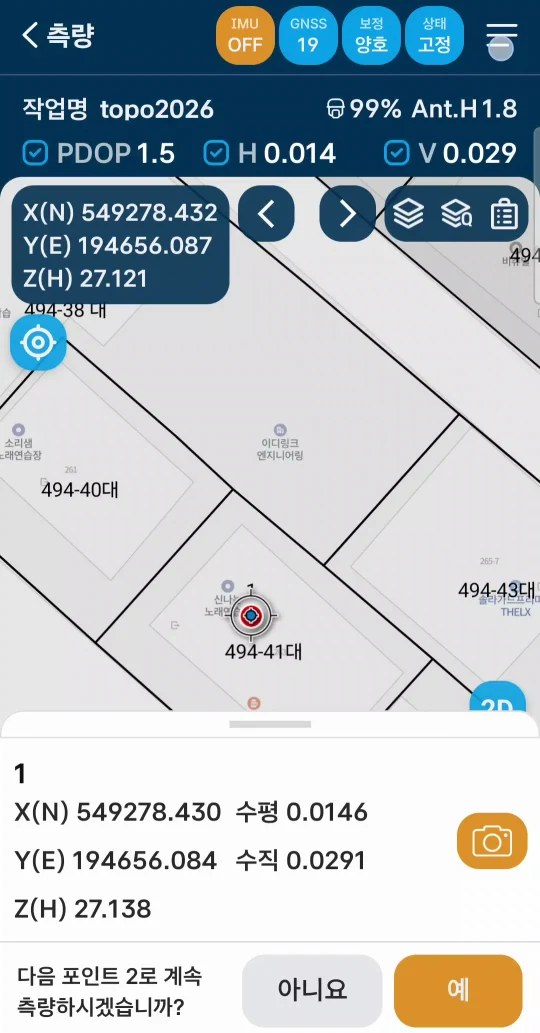 측량
IMU
OFF
GNSS
19
보정
양호
상태
고정
작업명 topo2026
99% Ant.H 1.8
PDOP 1.5
H 0.014
V 0.029
X(N) 549278.432
Y(E) 194656.087
Z(H) 27.121
494
494-38 대
소리샘
노래연습장
261
494-40대
이디링크
엔지니어링
265-7
494-43대
THELX
1
494-41대
2D
1
X(N) 549278.430 수평 0.0146
Y(E) 194656.084 수직 0.0291
Z(H) 27.138
다음 포인트 2로 계속
측량하시겠습니까?
아니요
예